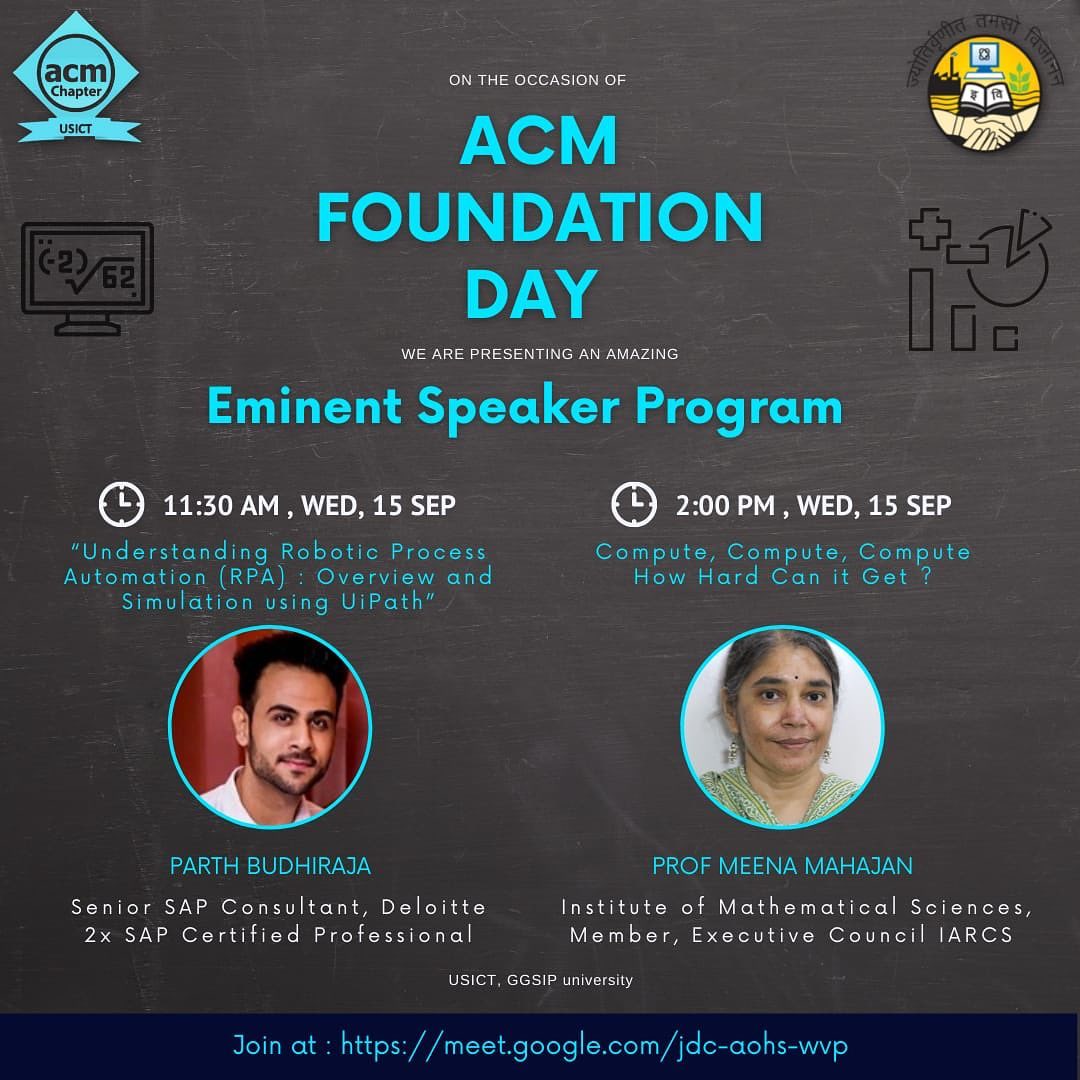 acm
Chapter
USICT
ज्योतिर्वृणीत तमसो विजानन
इ वि
ON THE OCCASION OF
ACM
FOUNDATION
DAY
(-2)√62
WE ARE PRESENTING AN AMAZING
Eminent Speaker Program
11:30 AM , WED, 15 SEP
“Understanding Robotic Process
Automation (RPA) : Overview and
Simulation using UiPath”
PARTH BUDHIRAJA
Senior SAP Consultant, Deloitte
2x SAP Certified Professional
2:00 PM , WED, 15 SEP
Compute, Compute, Compute
How Hard Can it Get ?
PROF MEENA MAHAJAN
Institute of Mathematical Sciences,
Member, Executive Council IARCS
USICT, GGSIP university
Join at : https://meet.google.com/jdc-aohs-wvp